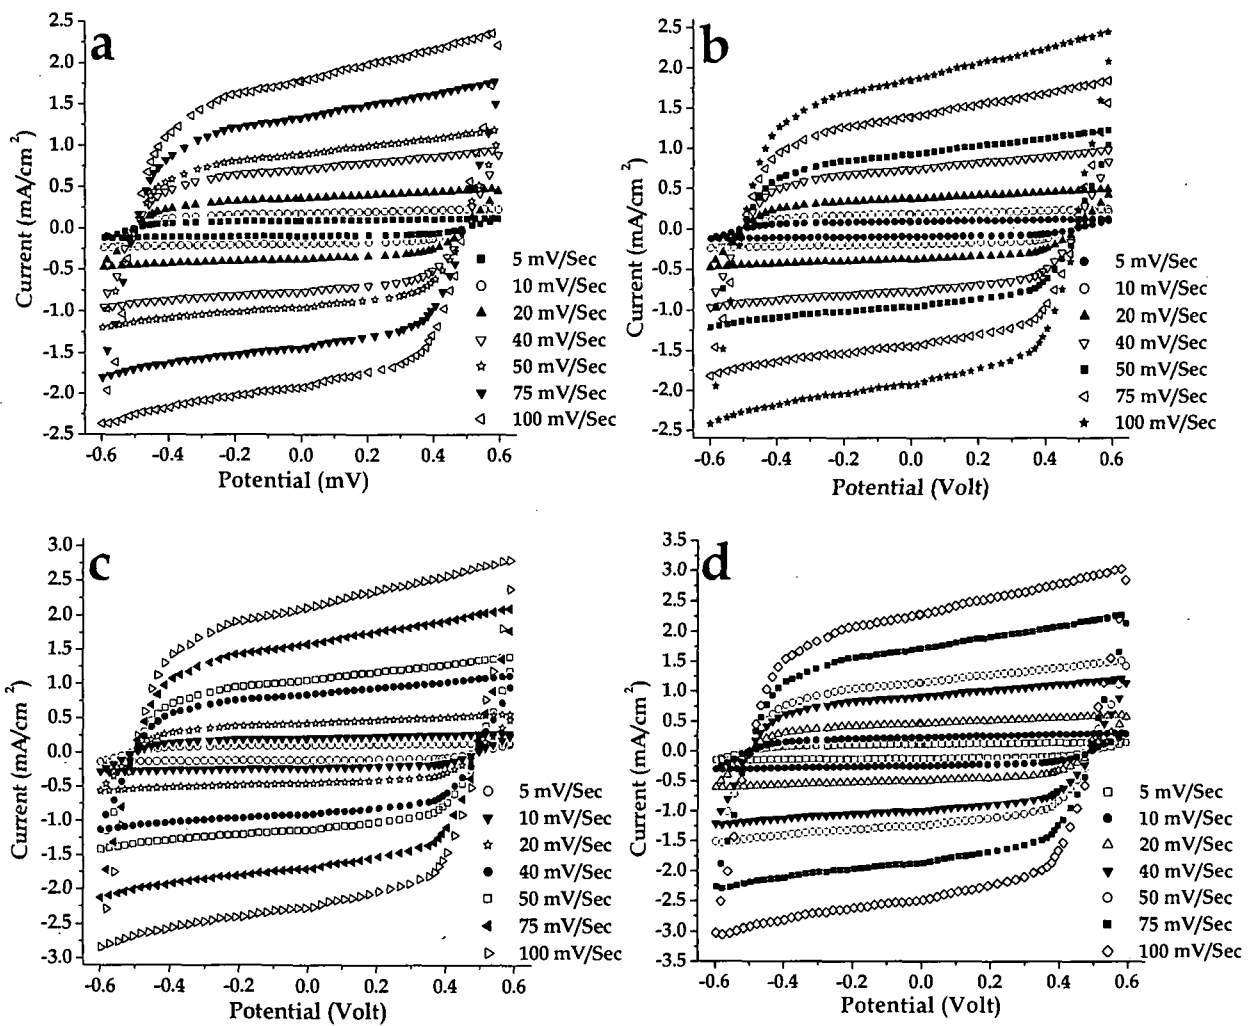 a
2.5
2.0
1.5
1.0
0.5
0.0
-0.5
-1.0
-1.5
-2.0
-2.5
Current (mA/cm²)
5 mV/Sec
10 mV/Sec
20 mV/Sec
40 mV/Sec
50 mV/Sec
75 mV/Sec
100 mV/Sec
-0.6 -0.4 -0.2 0.0 0.2 0.4 0.6
Potential (mV)
b
2.5
2.0
1.5
1.0
0.5
0.0
-0.5
-1.0
-1.5
-2.0
-2.5
Current (mA/cm²)
5 mV/Sec
10 mV/Sec
20 mV/Sec
40 mV/Sec
50 mV/Sec
75 mV/Sec
100 mV/Sec
-0.6 -0.4 -0.2 0.0 0.2 0.4 0.6
Potential (Volt)
c
3.0
2.5
2.0
1.5
1.0
0.5
0.0
-0.5
-1.0
-1.5
-2.0
-2.5
-3.0
Current (mA/cm²)
5 mV/Sec
10 mV/Sec
20 mV/Sec
40 mV/Sec
50 mV/Sec
75 mV/Sec
100 mV/Sec
-0.6 -0.4 -0.2 0.0 0.2 0.4 0.6
Potential (Volt)
d
3.5
3.0
2.5
2.0
1.5
1.0
0.5
0.0
-0.5
-1.0
-1.5
-2.0
-2.5
-3.0
-3.5
Current (mA/cm²)
5 mV/Sec
10 mV/Sec
20 mV/Sec
40 mV/Sec
50 mV/Sec
75 mV/Sec
100 mV/Sec
-0.6 -0.4 -0.2 0.0 0.2 0.4 0.6
Potential (Volt)